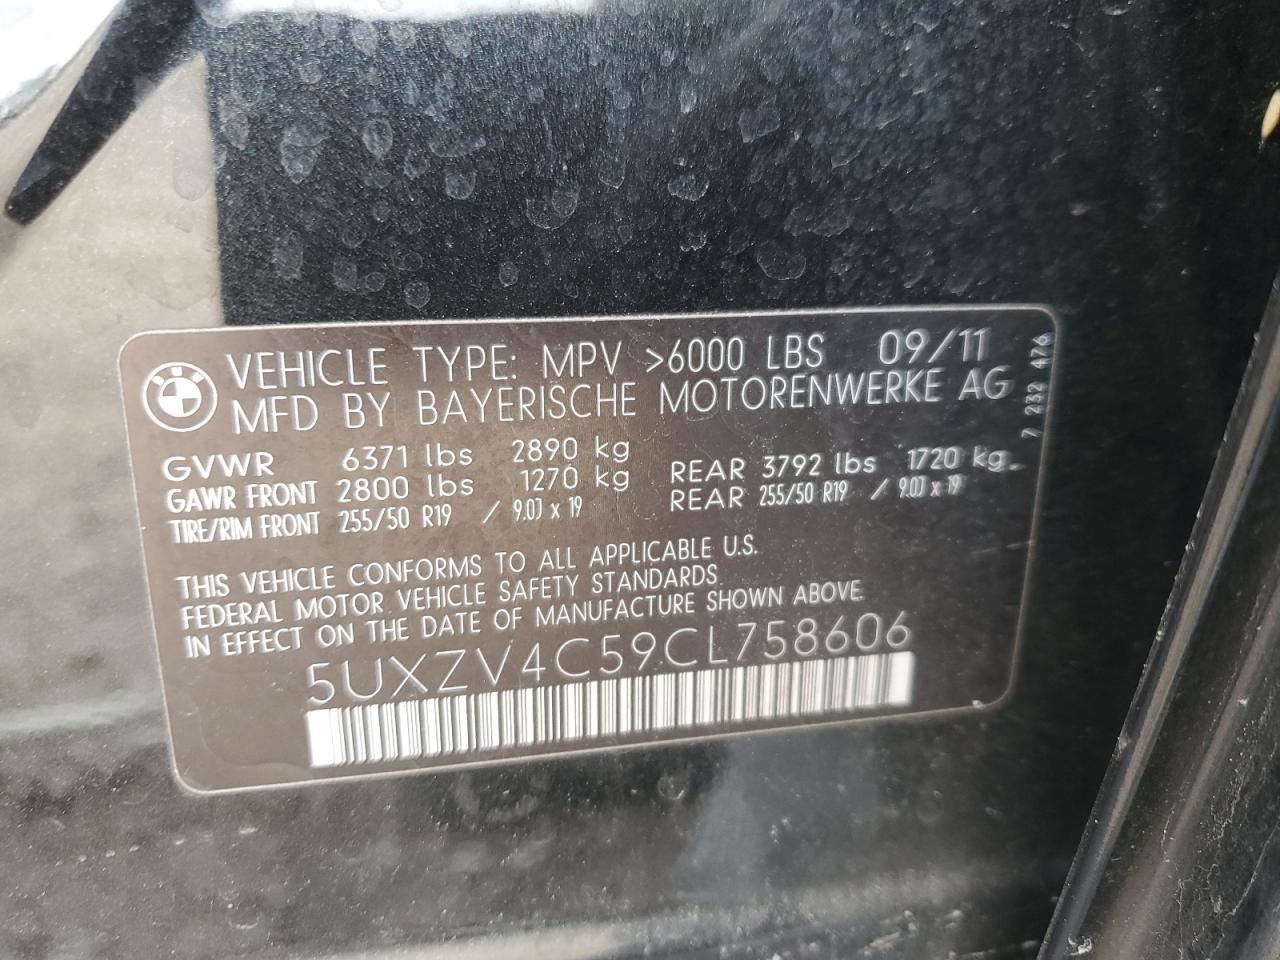 VEHICLE TYPE: MPV >6000 LBS 09/11
MFD BY BAYERISCHE MOTORENWERKE AG
GVWR 6371 lbs 2890 kg
GAWR FRONT 2800 lbs 1270 kg REAR 3792 lbs 1720 kg
TIRE/RIM FRONT 255/50 R19 / 9.0J x 19 REAR 255/50 R19 / 9.0J x 19
THIS VEHICLE CONFORMS TO ALL APPLICABLE U.S.
FEDERAL MOTOR VEHICLE SAFETY STANDARDS
IN EFFECT ON THE DATE OF MANUFACTURE SHOWN ABOVE.
5UXZV4C59CL758606
7 232 476
BMW